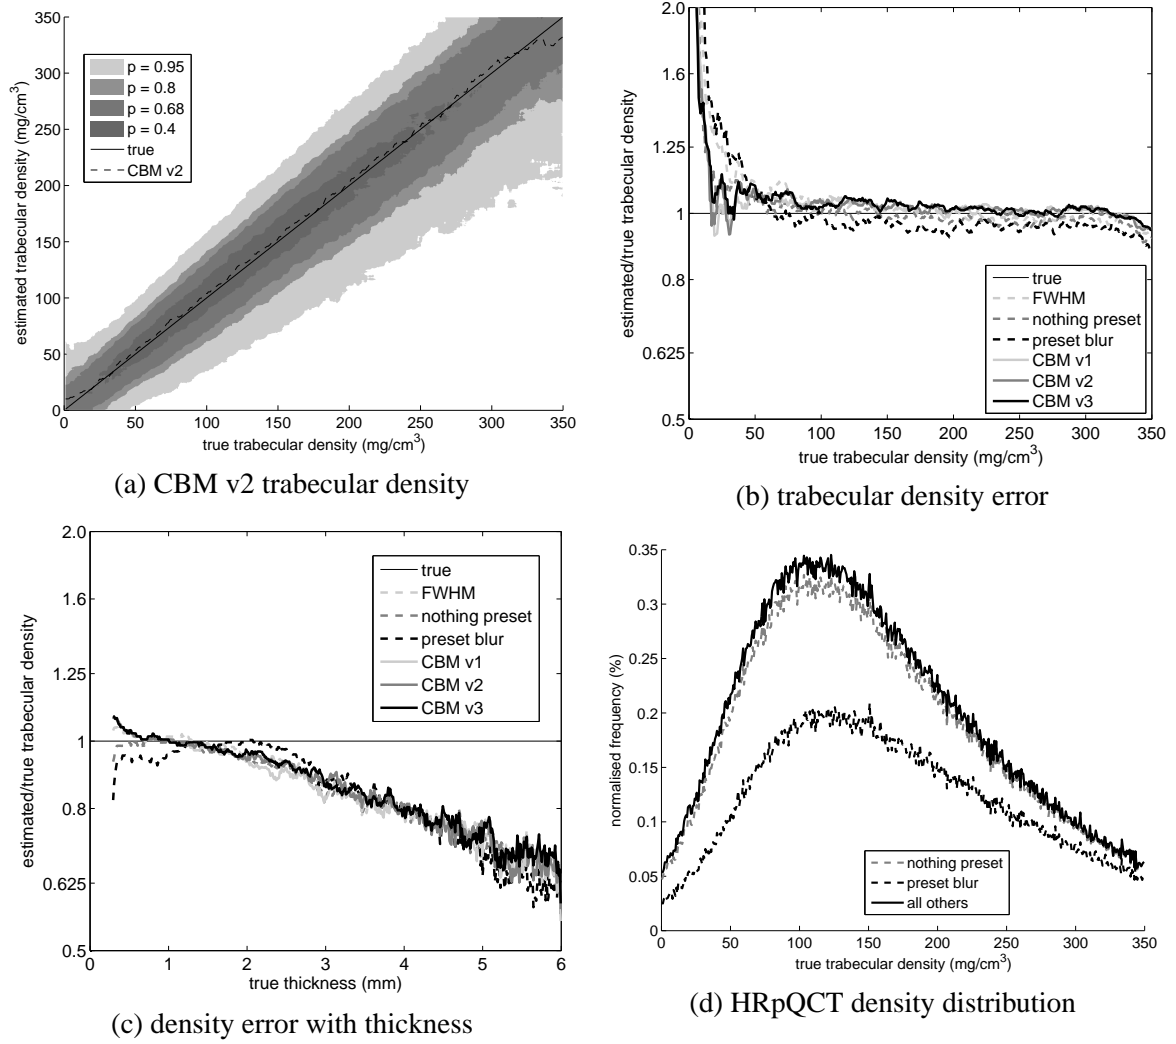 350
300
250
200
150
100
50
0
estimated trabecular density (mg/cm³)
p = 0.95
p = 0.8
p = 0.68
p = 0.4
true
CBM v2
0 50 100 150 200 250 300 350
true trabecular density (mg/cm³)
(a) CBM v2 trabecular density
2.0
1.6
1.25
1
0.8
0.625
0.5
estimated/true trabecular density
true
FWHM
nothing preset
preset blur
CBM v1
CBM v2
CBM v3
0 50 100 150 200 250 300 350
true trabecular density (mg/cm³)
(b) trabecular density error
2.0
1.6
1.25
1
0.8
0.625
0.5
estimated/true trabecular density
true
FWHM
nothing preset
preset blur
CBM v1
CBM v2
CBM v3
0 1 2 3 4 5 6
true thickness (mm)
(c) density error with thickness
0.35
0.3
0.25
0.2
0.15
0.1
0.05
0
normalised frequency (%)
nothing preset
preset blur
all others
0 50 100 150 200 250 300 350
true trabecular density (mg/cm³)
(d) HRpQCT density distribution